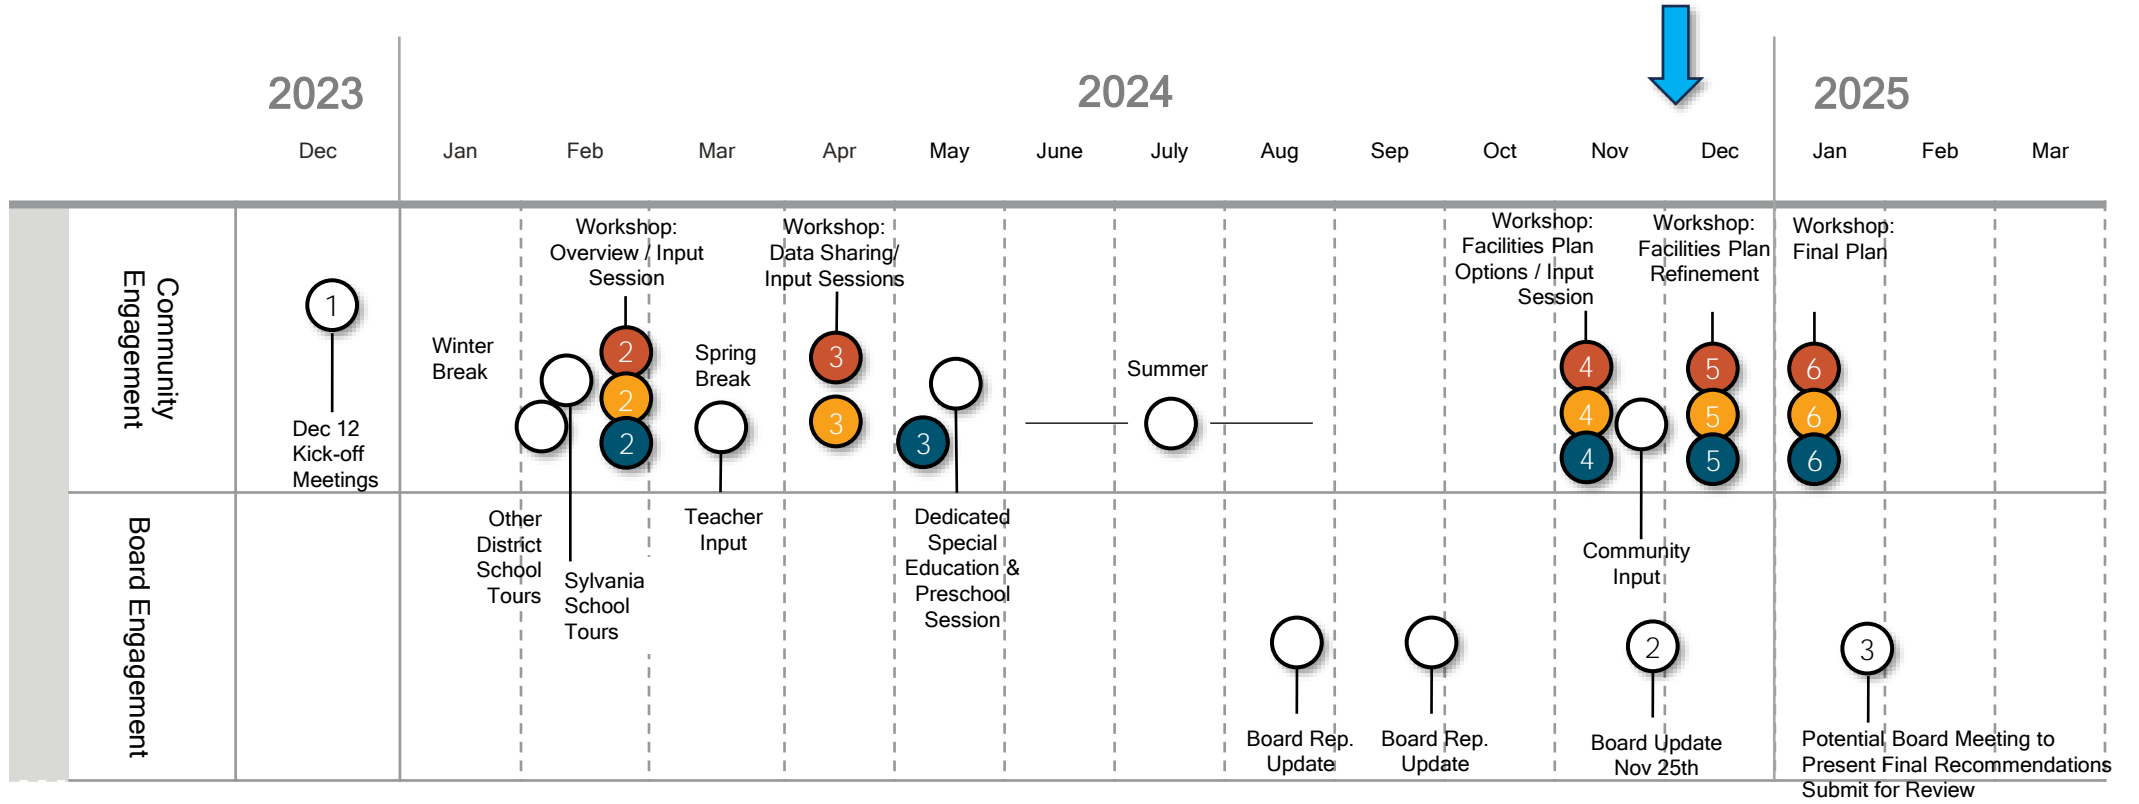 2023
2024
2025
Dec
Jan
Feb
Mar
Apr
May
June
July
Aug
Sep
Oct
Nov
Dec
Jan
Feb
Mar
Community
Engagement
1
Dec 12
Kick-off
Meetings
Winter
Break
Workshop:
Overview / Input
Session
2
2
2
Spring
Break
Workshop:
Data Sharing/
Input Sessions
3
3
3
Summer
Workshop:
Facilities Plan
Options / Input
Session
4
4
4
Workshop:
Facilities Plan
Refinement
5
5
5
Workshop:
Final Plan
6
6
6
Board Engagement
Other
District
School
Tours
Sylvania
School
Tours
Teacher
Input
Dedicated
Special
Education &
Preschool
Session
Board Rep.
Update
Board Rep.
Update
Community
Input
2
Board Update
Nov 25th
3
Potential Board Meeting to
Present Final Recommendations
Submit for Review